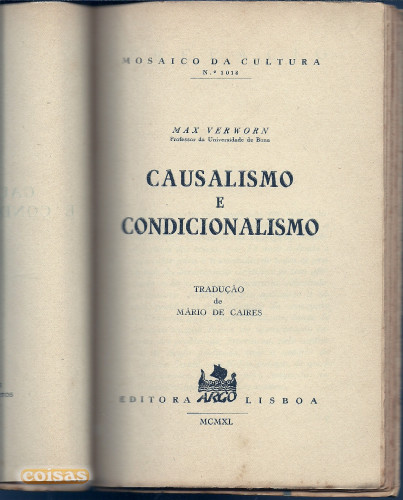 MOSAICO DA CULTURA
N.º 1014
MAX VERWORN
Professor da Universidade de Bona
CAUSALISMO
E
CONDICIONALISMO
TRADUÇÃO
de
MÁRIO DE CAIRES
EDITORA ARGO LISBOA
MCMXL
coisas